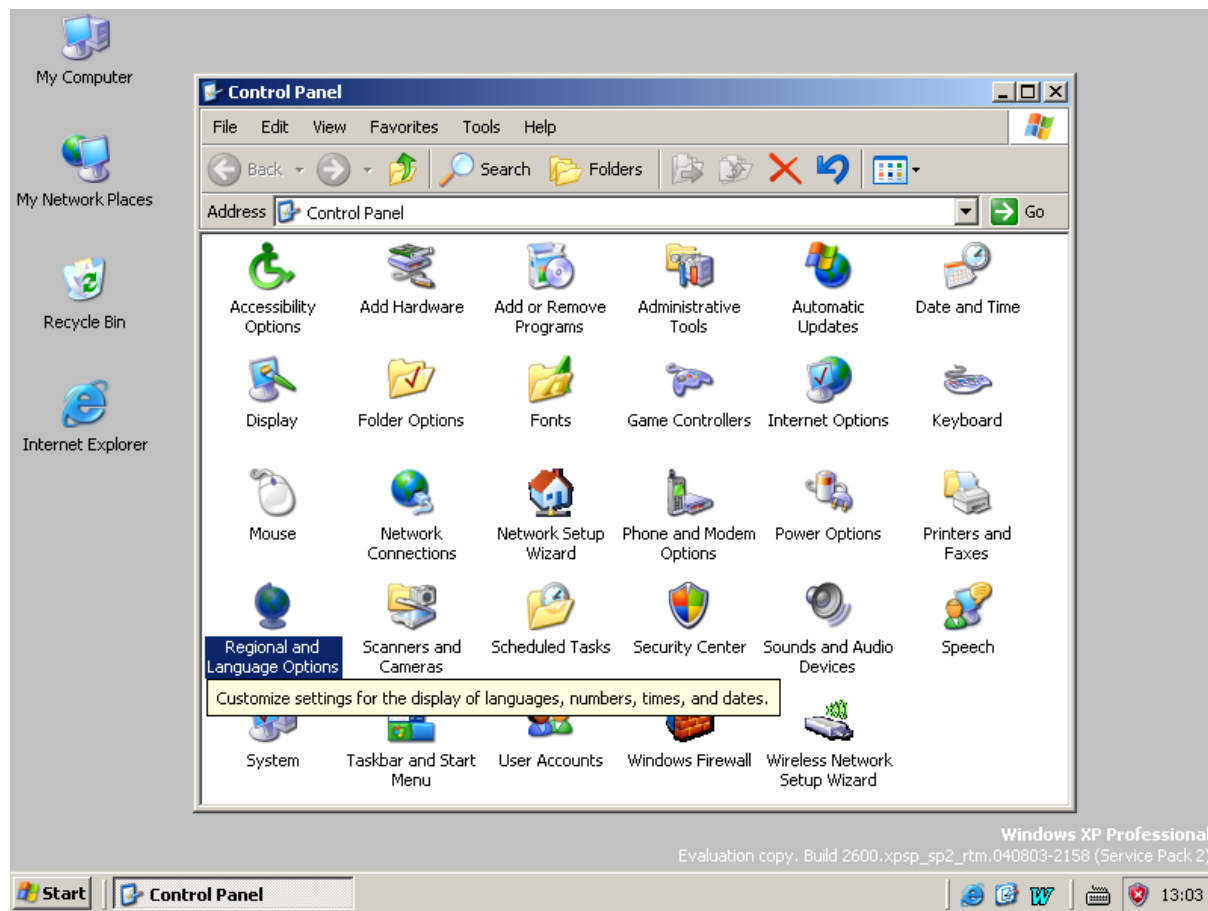 My Computer
My Network Places
Recycle Bin
Internet Explorer
Control Panel
File Edit View Favorites Tools Help
Back Search Folders
Address Control Panel Go
Accessibility Options
Add Hardware
Add or Remove Programs
Administrative Tools
Automatic Updates
Date and Time
Display
Folder Options
Fonts
Game Controllers
Internet Options
Keyboard
Mouse
Network Connections
Network Setup Wizard
Phone and Modem Options
Power Options
Printers and Faxes
Regional and Language Options
Scanners and Cameras
Scheduled Tasks
Security Center
Sounds and Audio Devices
Speech
Customize settings for the display of languages, numbers, times, and dates.
System
Taskbar and Start Menu
User Accounts
Windows Firewall
Wireless Network Setup Wizard
Windows XP Professional
Evaluation copy. Build 2600.xpsp_sp2_rtm.040803-2158 (Service Pack 2)
Start Control Panel W 13:03